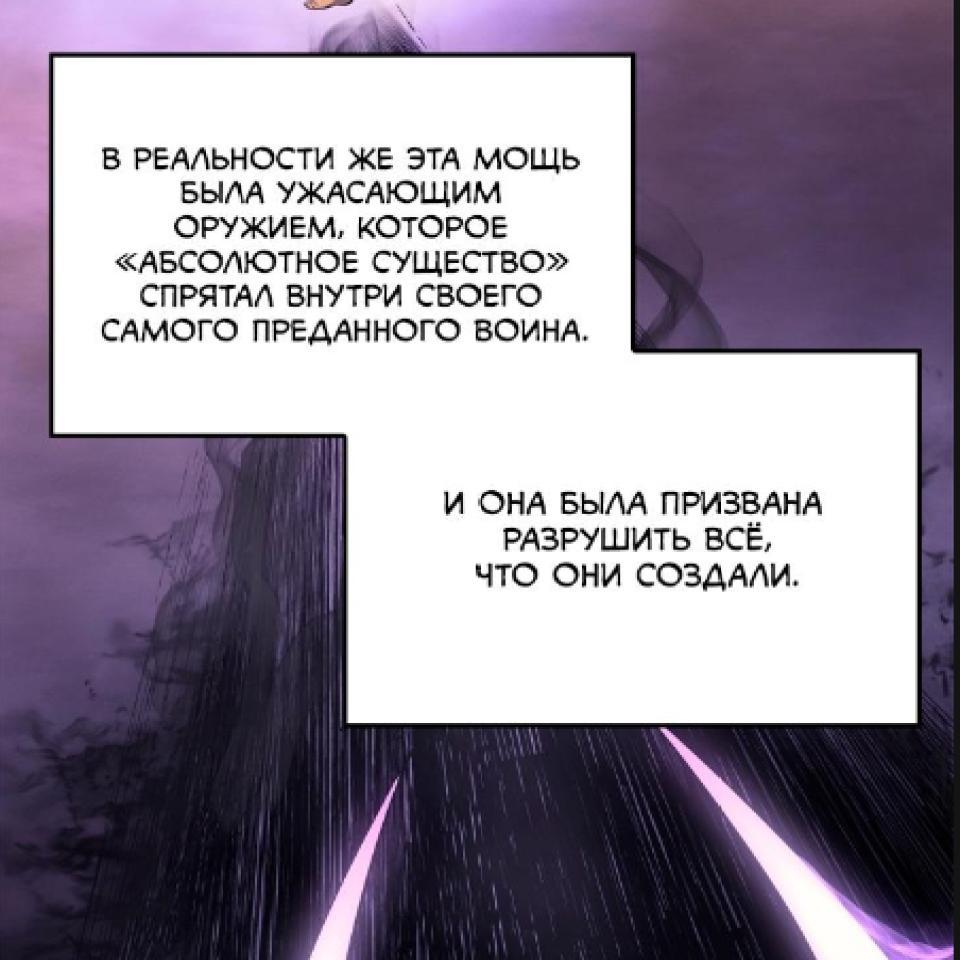 В РЕАЛЬНОСТИ ЖЕ ЭТА МОЩЬ
БЫЛА УЖАСАЮЩИМ
ОРУЖИЕМ, КОТОРОЕ
«АБСОЛЮТНОЕ СУЩЕСТВО»
СПРЯТАЛ ВНУТРИ СВОЕГО
САМОГО ПРЕДАННОГО ВОИНА.
И ОНА БЫЛА ПРИЗВАНА
РАЗРУШИТЬ ВСЁ,
ЧТО ОНИ СОЗДАЛИ.